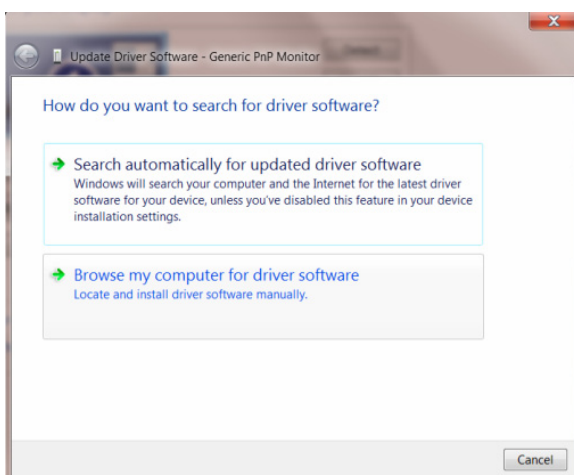 Update Driver Software - Generic PnP Monitor
How do you want to search for driver software?
Search automatically for updated driver software
Windows will search your computer and the Internet for the latest driver
software for your device, unless you've disabled this feature in your device
installation settings.
Browse my computer for driver software
Locate and install driver software manually.
Cancel